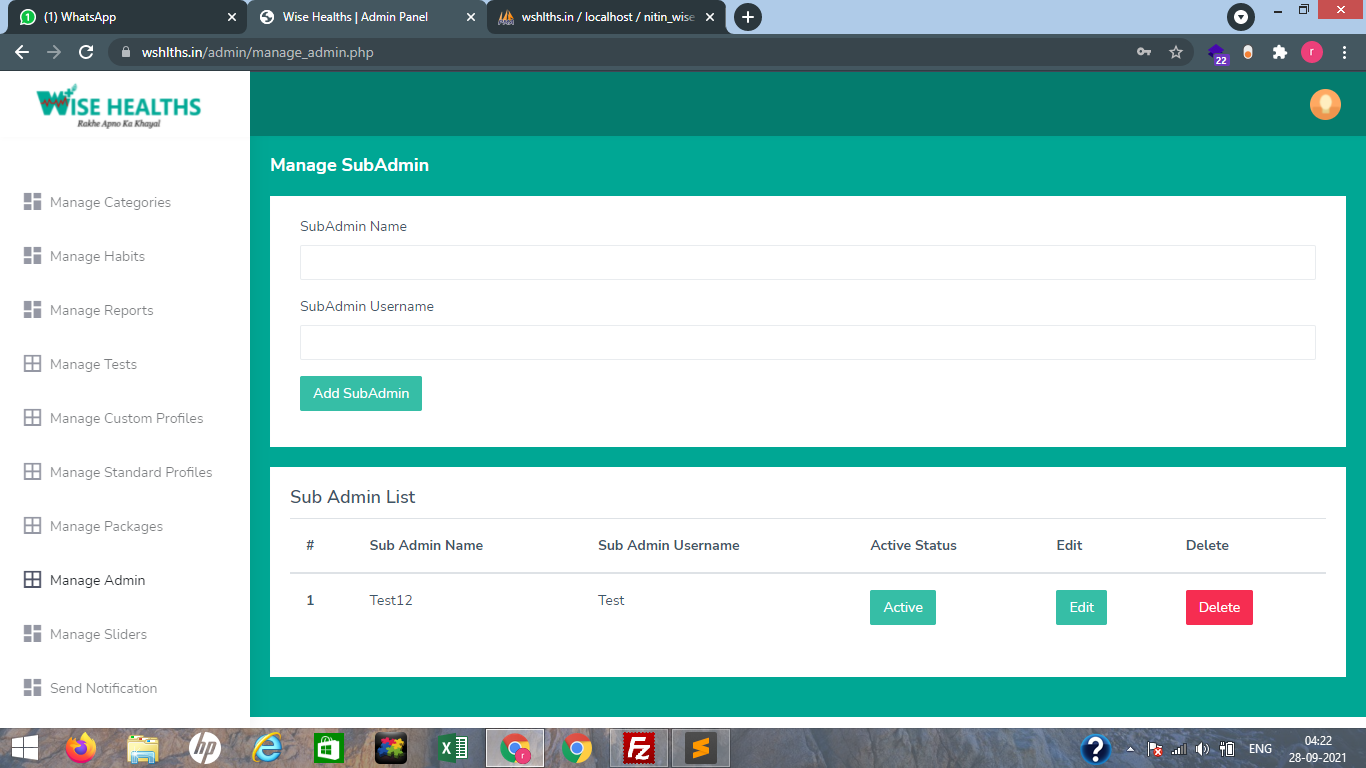 (1) WhatsApp
Wise Healths | Admin Panel
wshlths.in / localhost / nitin_wise
wshlths.in/admin/manage_admin.php
22
r
WISE HEALTHS
Rakhe Apno Ka Khayal
Manage Categories
Manage Habits
Manage Reports
Manage Tests
Manage Custom Profiles
Manage Standard Profiles
Manage Packages
Manage Admin
Manage Sliders
Send Notification
Manage SubAdmin
SubAdmin Name
SubAdmin Username
Add SubAdmin
Sub Admin List
# Sub Admin Name Sub Admin Username Active Status Edit Delete
1 Test12 Test Active Edit Delete
ENG
04:22
28-09-2021